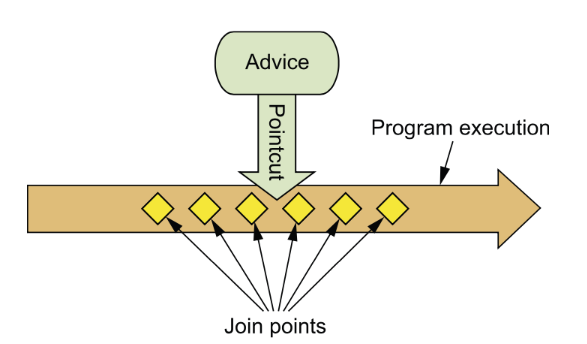 Advice
Pointcut
Program execution
Join points